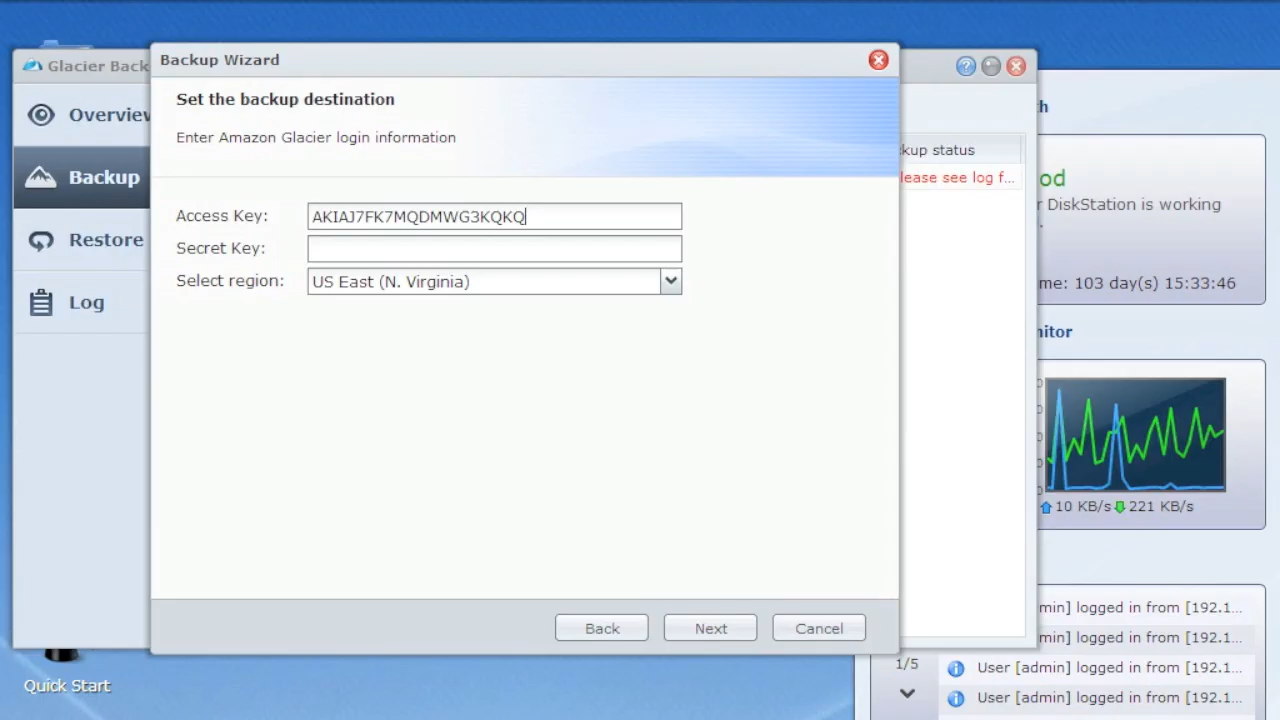 Glacier Back
Backup Wizard
Set the backup destination
Enter Amazon Glacier login information
Overview
Backup
Restore
Log
Access Key: AKIAJ7FK7MQDMWG3KQKQ
Secret Key:
Select region: US East (N. Virginia)
Back
Next
Cancel
kup status
lease see log f...
h
od
r DiskStation is working
me: 103 day(s) 15:33:46
nitor
10 KB/s 221 KB/s
min] logged in from [192.1...
min] logged in from [192.1...
1/5
User [admin] logged in from [192.1...
User [admin] logged in from [192.1...
Quick Start